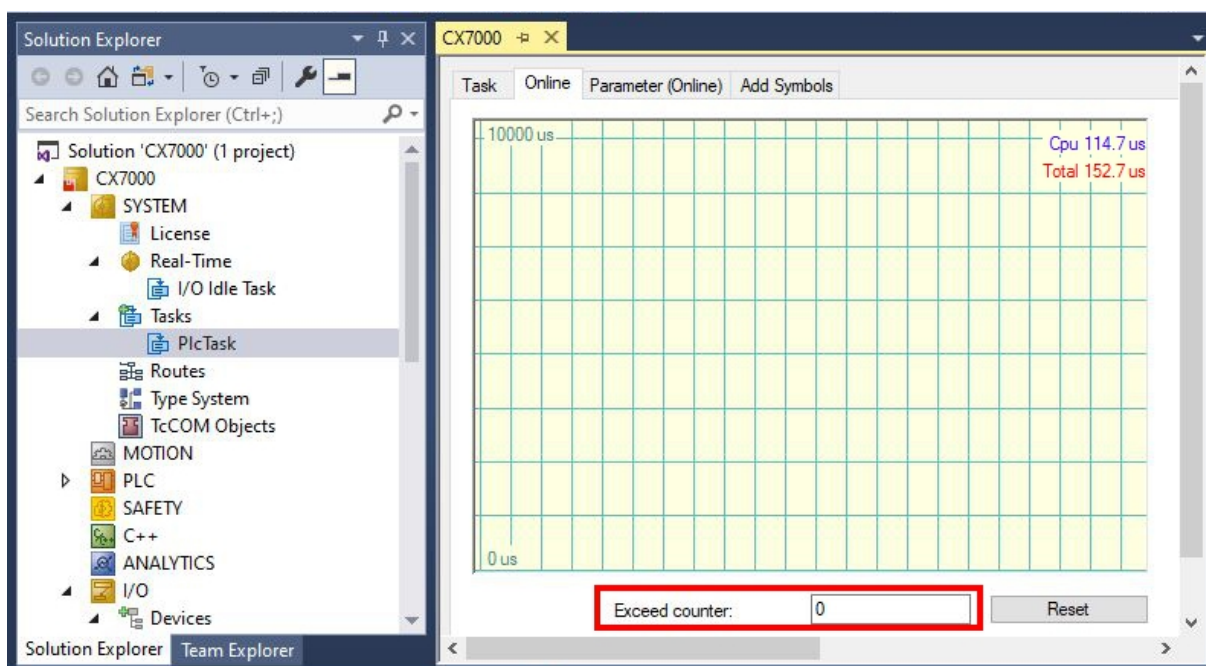 Solution Explorer
Search Solution Explorer (Ctrl+;)
Solution 'CX7000' (1 project)
CX7000
SYSTEM
License
Real-Time
I/O Idle Task
Tasks
PlcTask
Routes
Type System
TcCOM Objects
MOTION
PLC
SAFETY
C++
ANALYTICS
I/O
Devices
Solution Explorer Team Explorer
CX7000
Task Online Parameter (Online) Add Symbols
10000 us
Cpu 114.7 us
Total 152.7 us
0 us
Exceed counter: 0 Reset